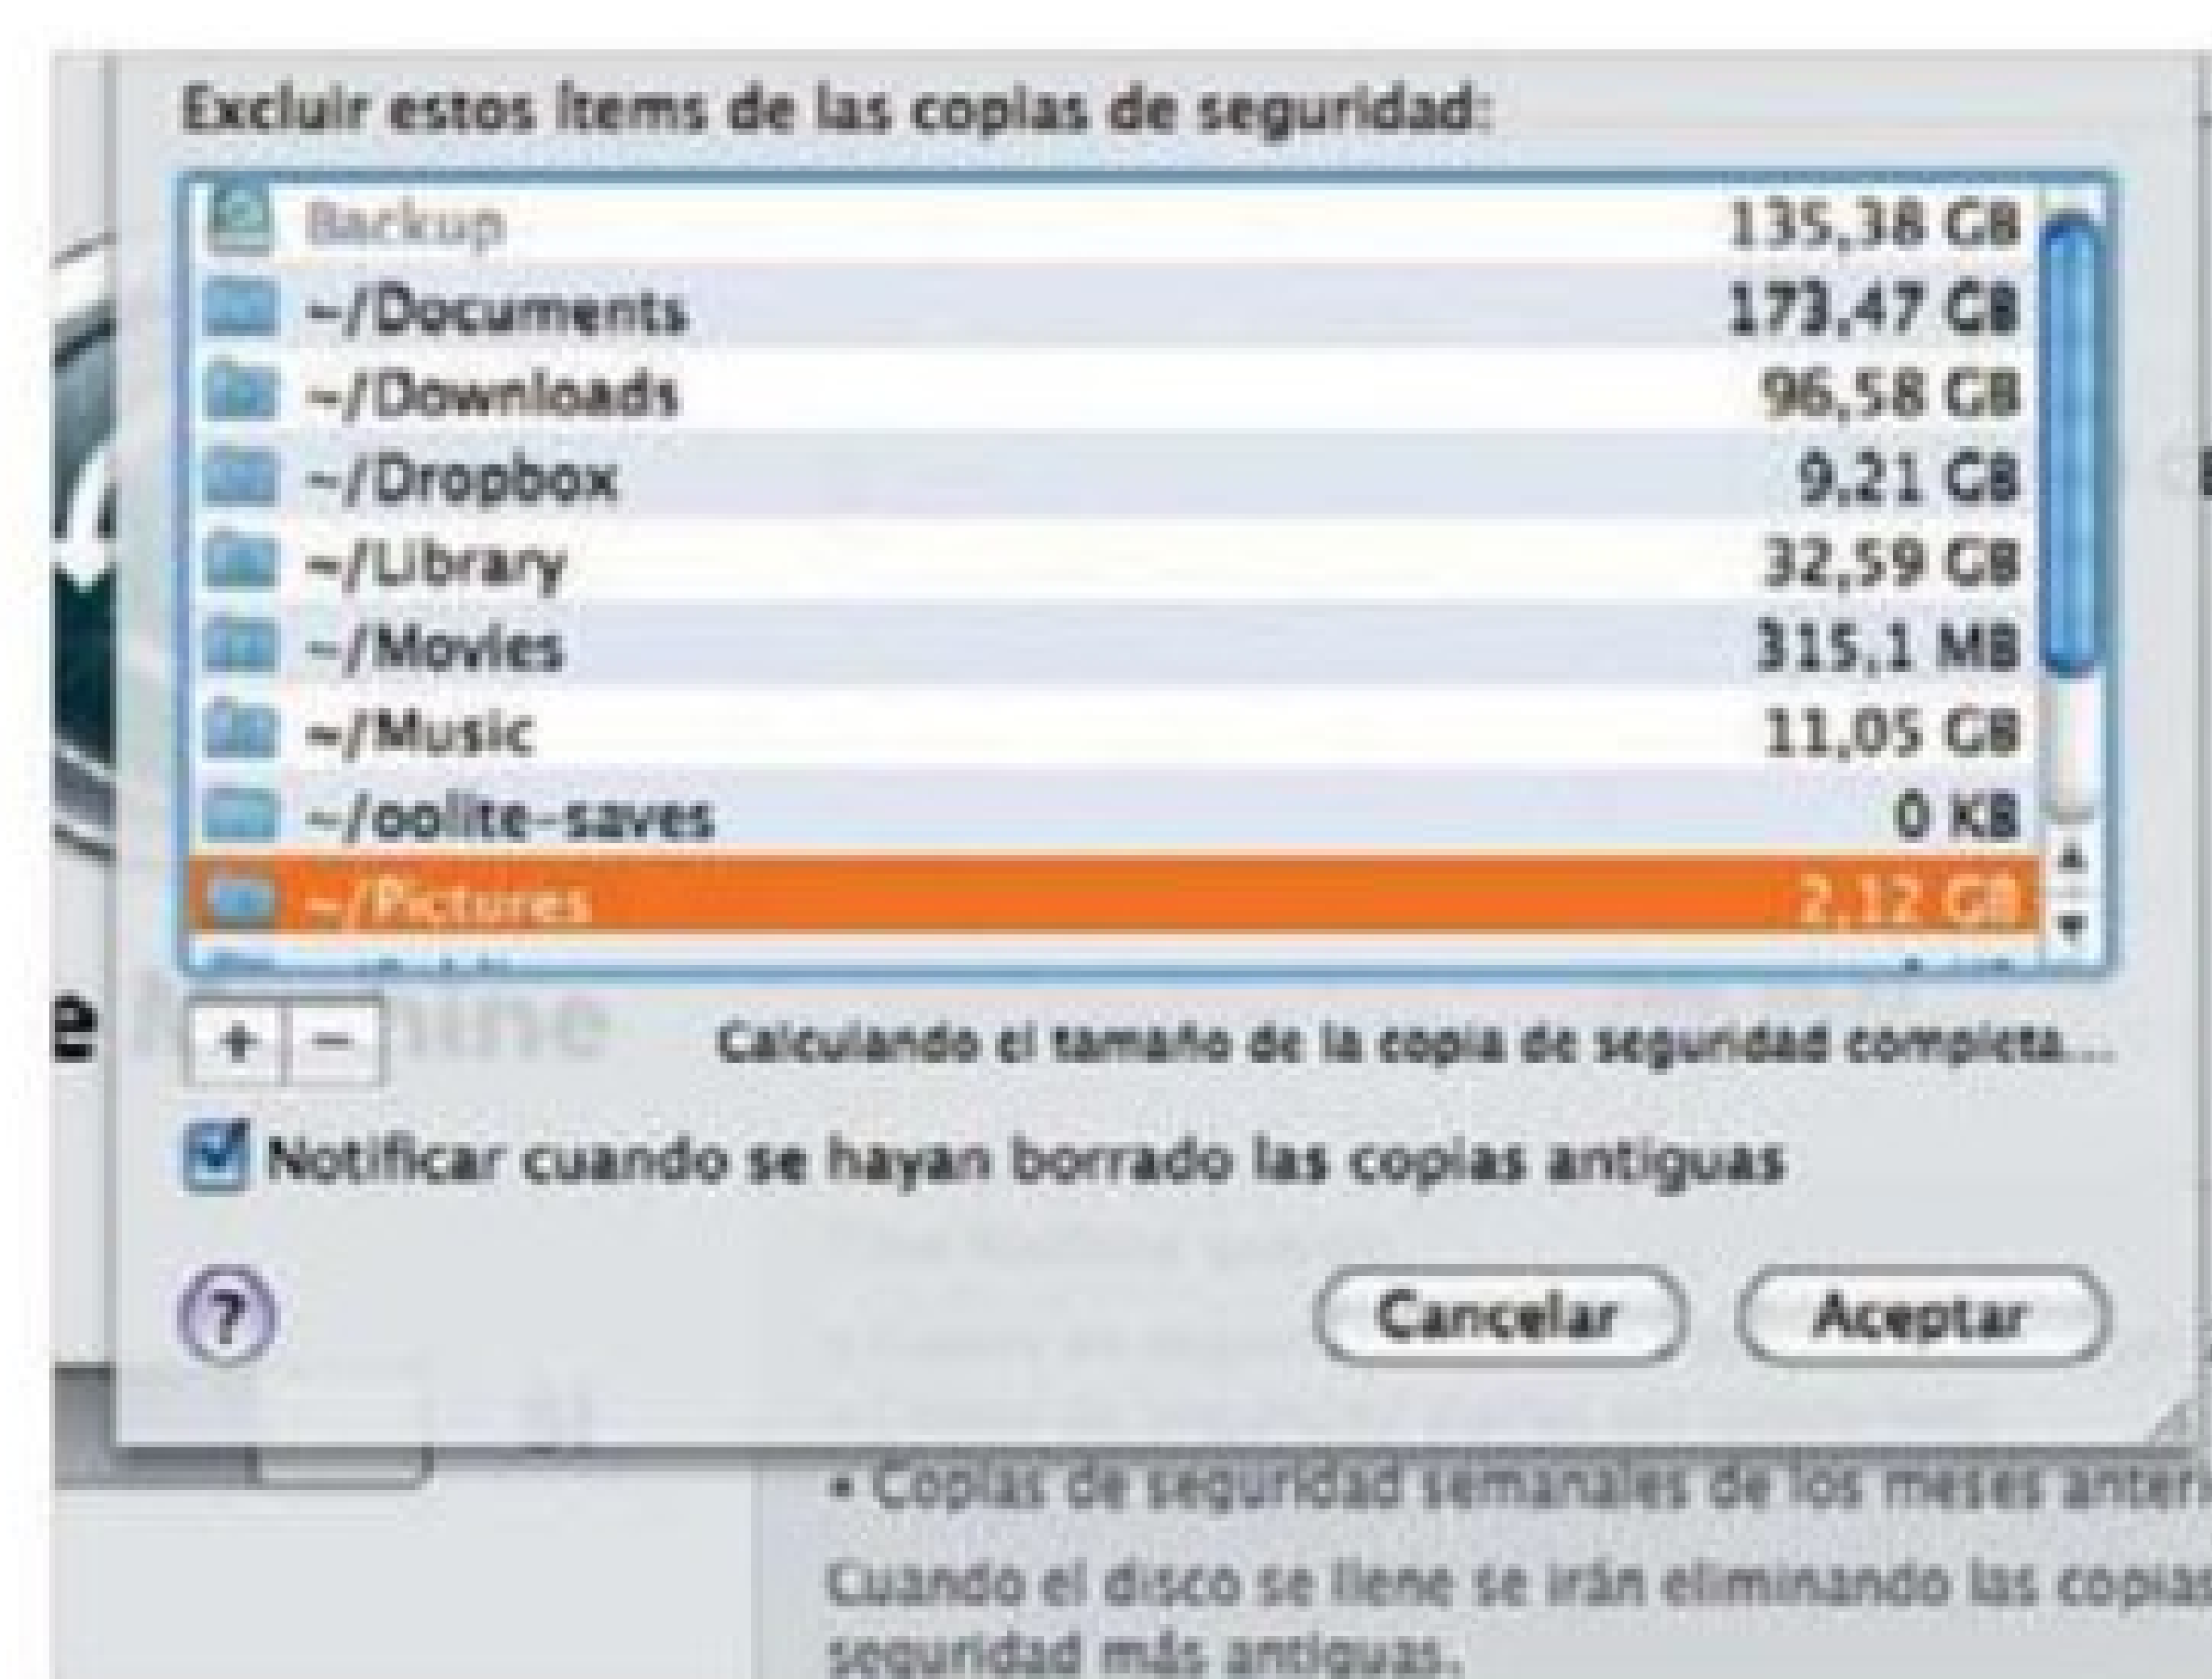 Excluir estos ítems de las copias de seguridad:
Backup 135,38 GB
~/Documents 173,47 GB
~/Downloads 96,58 GB
~/Dropbox 9,21 GB
~/Library 32,59 GB
~/Movies 315,1 MB
~/Music 11,05 GB
~/oolite-saves 0 KB
~/Pictures 2,12 GB
+ −
Calculando el tamaño de la copia de seguridad completa...
Notificar cuando se hayan borrado las copias antiguas
?
Cancelar Aceptar
• Copias de seguridad semanales de los meses anter
Cuando el disco se llene se irán eliminando las copias
seguridad más antiguas.